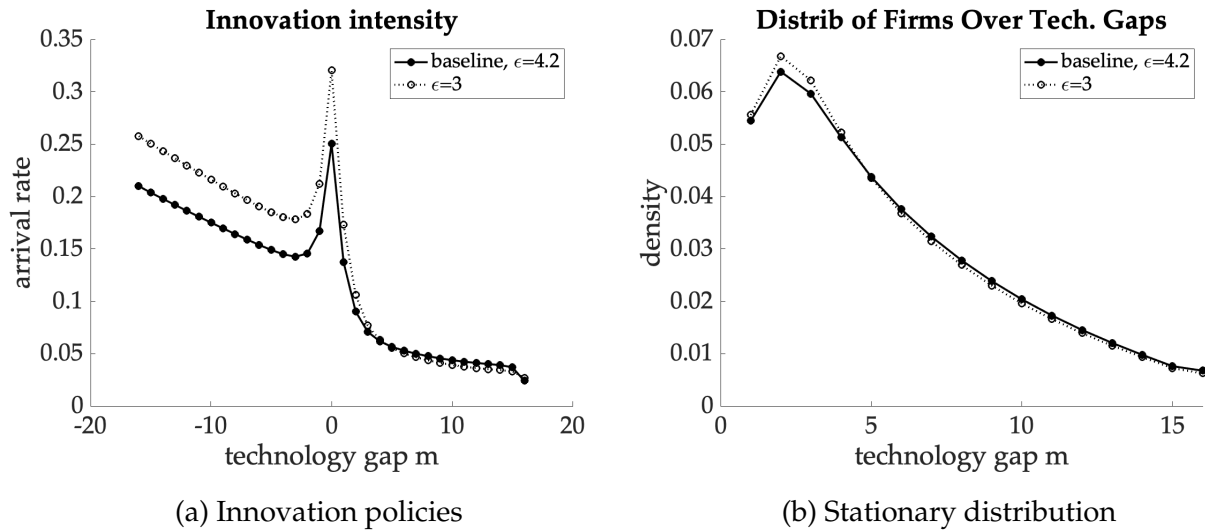 Innovation intensity
0.35
0.3
0.25
0.2
0.15
0.1
0.05
0
arrival rate
baseline, ϵ=4.2
ϵ=3
-20
-10
0
10
20
technology gap m
(a) Innovation policies
Distrib of Firms Over Tech. Gaps
0.07
0.06
0.05
0.04
0.03
0.02
0.01
0
density
baseline, ϵ=4.2
ϵ=3
0
5
10
15
technology gap m
(b) Stationary distribution